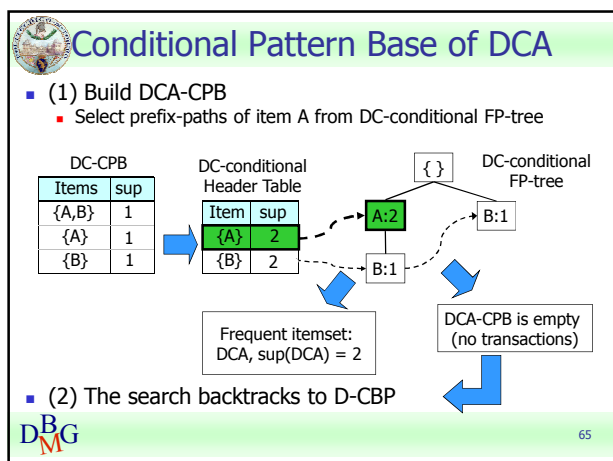 Conditional Pattern Base of DCA
(1) Build DCA-CPB
Select prefix-paths of item A from DC-conditional FP-tree
DC-CPB
Items sup
{A,B} 1
{A} 1
{B} 1
DC-conditional
Header Table
Item sup
{A} 2
{B} 2
{ }
A:2
B:1
B:1
DC-conditional
FP-tree
Frequent itemset:
DCA, sup(DCA) = 2
DCA-CPB is empty
(no transactions)
(2) The search backtracks to D-CBP
DBMG
65